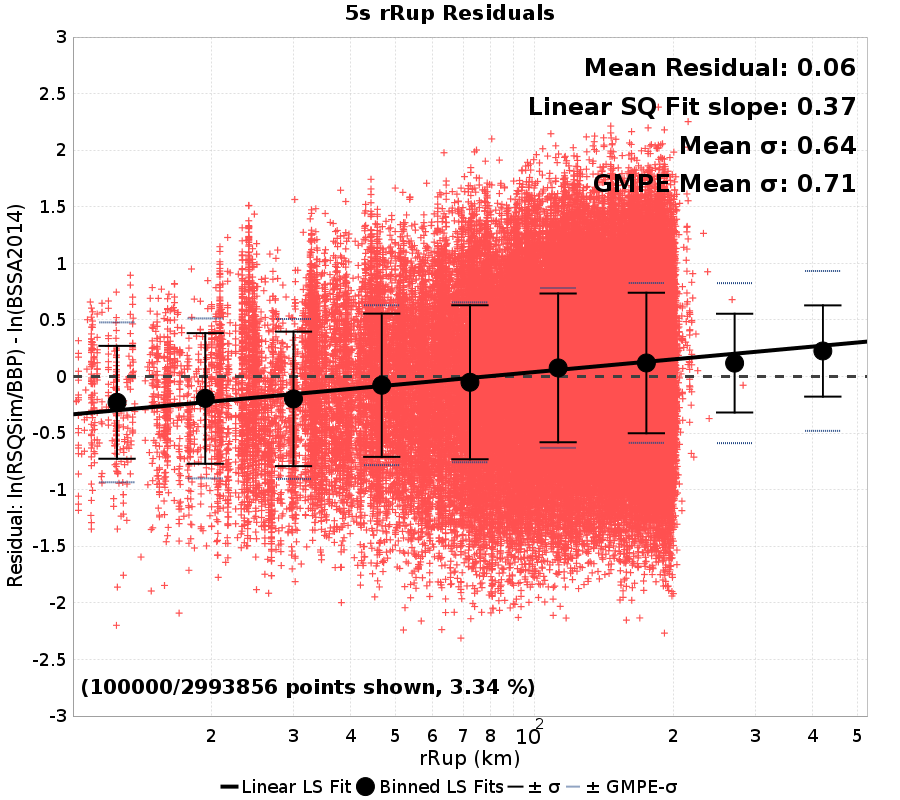 5s rRup Residuals
Mean Residual: 0.06
Linear SQ Fit slope: 0.37
Mean σ: 0.64
GMPE Mean σ: 0.71
3
2.5
2
1.5
1
0.5
0
-0.5
-1
-1.5
-2
-2.5
-3
Residual: ln(RSQSim/BBP) - ln(BSSA2014)
(100000/2993856 points shown, 3.34 %)
2 3 4 5 6 7 8 10² 2 3 4 5
rRup (km)
Linear LS Fit Binned LS Fits ± σ ± GMPE-σ